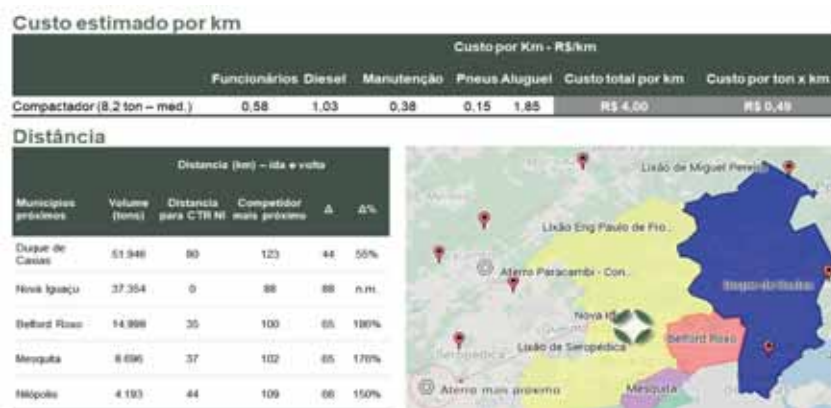 Custo estimado por km
Custo por Km - R$/km
Funcionários Diesel Manutenção Pneus Aluguel Custo total por km Custo por ton x km
Compactador (8,2 ton – med.) 0,58 1,03 0,38 0,15 1,85 R$ 4,00 R$ 0,49
Distância
Distancia (km) – ida e volta
Municípios próximos Volume (tons) Distancia para CTR NI Competidor mais próximo Δ Δ%
Duque de Caxias 51.946 80 123 44 55%
Nova Iguaçu 37.354 0 88 88 n.m.
Belford Roxo 14.998 35 100 65 186%
Mesquita 8.696 37 102 65 176%
Nilópolis 4.193 44 109 66 150%
Lixão de Miguel Pereira
Lixão Eng Paulo de Fro...
Aterro Paracambi - Con...
Duque de Caxias
Nova
Belford Roxo
Lixão de Seropédica
Seropédica
Aterro mais próximo
Mesquita